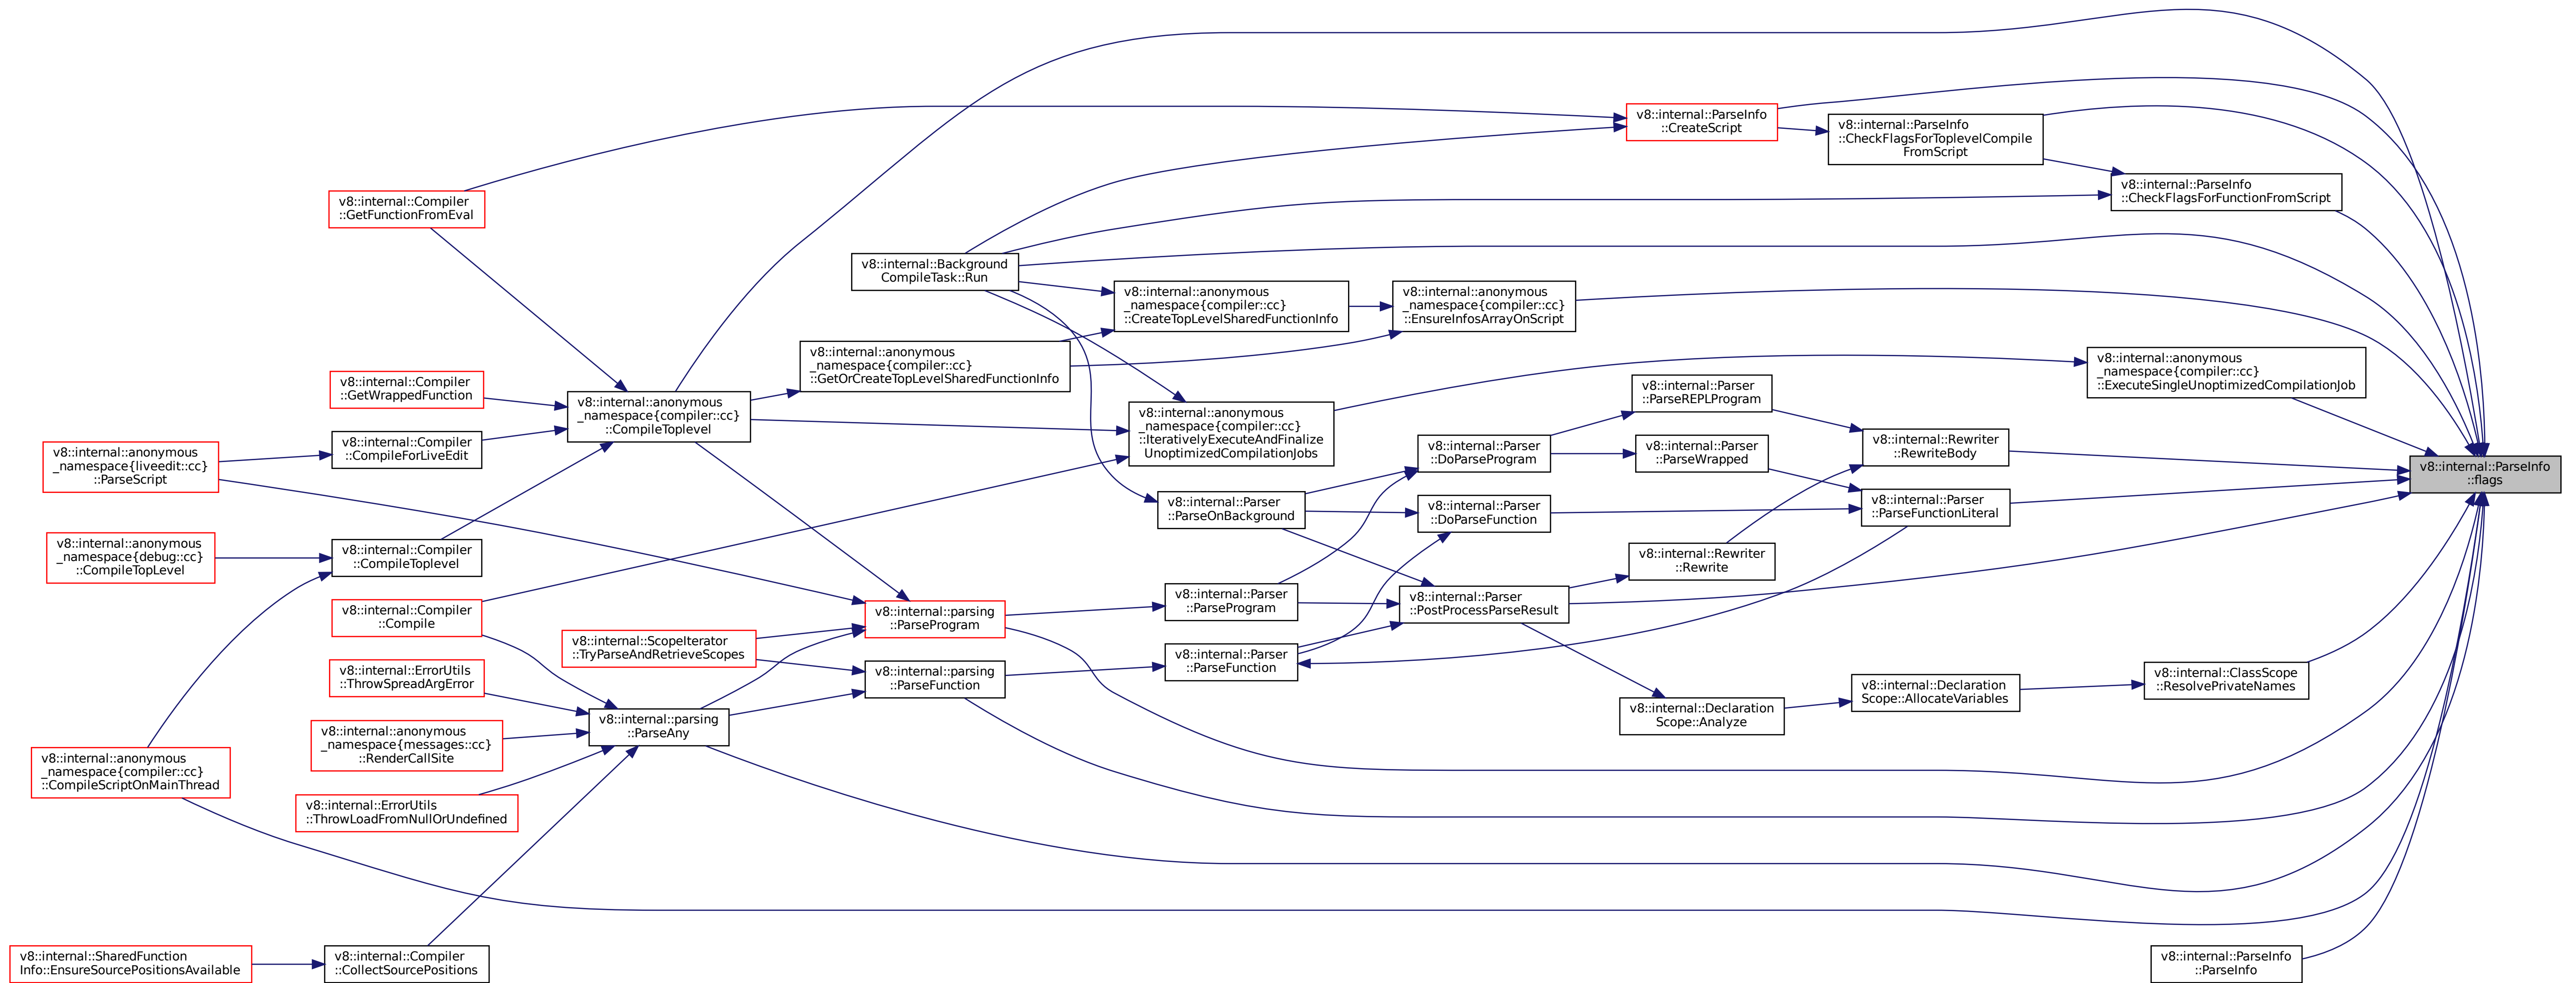 v8::internal::ParseInfo
::CreateScript
v8::internal::ParseInfo
::CheckFlagsForToplevelCompile
FromScript
v8::internal::ParseInfo
::CheckFlagsForFunctionFromScript
v8::internal::Compiler
::GetFunctionFromEval
v8::internal::Background
CompileTask::Run
v8::internal::anonymous
_namespace{compiler::cc}
::CreateTopLevelSharedFunctionInfo
v8::internal::anonymous
_namespace{compiler::cc}
::EnsureInfosArrayOnScript
v8::internal::anonymous
_namespace{compiler::cc}
::GetOrCreateTopLevelSharedFunctionInfo
v8::internal::anonymous
_namespace{compiler::cc}
::ExecuteSingleUnoptimizedCompilationJob
v8::internal::Compiler
::GetWrappedFunction
v8::internal::anonymous
_namespace{compiler::cc}
::CompileToplevel
v8::internal::anonymous
_namespace{compiler::cc}
::IterativelyExecuteAndFinalize
UnoptimizedCompilationJobs
v8::internal::Parser
::ParseREPLProgram
v8::internal::anonymous
_namespace{liveedit::cc}
::ParseScript
v8::internal::Compiler
::CompileForLiveEdit
v8::internal::Parser
::DoParseProgram
v8::internal::Parser
::ParseWrapped
v8::internal::Rewriter
::RewriteBody
v8::internal::ParseInfo
::flags
v8::internal::Parser
::ParseOnBackground
v8::internal::Parser
::DoParseFunction
v8::internal::Parser
::ParseFunctionLiteral
v8::internal::anonymous
_namespace{debug::cc}
::CompileTopLevel
v8::internal::Compiler
::CompileToplevel
v8::internal::Rewriter
::Rewrite
v8::internal::Compiler
::Compile
v8::internal::parsing
::ParseProgram
v8::internal::Parser
::ParseProgram
v8::internal::Parser
::PostProcessParseResult
v8::internal::ScopeIterator
::TryParseAndRetrieveScopes
v8::internal::ErrorUtils
::ThrowSpreadArgError
v8::internal::parsing
::ParseFunction
v8::internal::Parser
::ParseFunction
v8::internal::ClassScope
::ResolvePrivateNames
v8::internal::Declaration
Scope::AllocateVariables
v8::internal::Declaration
Scope::Analyze
v8::internal::anonymous
_namespace{messages::cc}
::RenderCallSite
v8::internal::parsing
::ParseAny
v8::internal::anonymous
_namespace{compiler::cc}
::CompileScriptOnMainThread
v8::internal::ErrorUtils
::ThrowLoadFromNullOrUndefined
v8::internal::SharedFunction
Info::EnsureSourcePositionsAvailable
v8::internal::Compiler
::CollectSourcePositions
v8::internal::ParseInfo
::ParseInfo